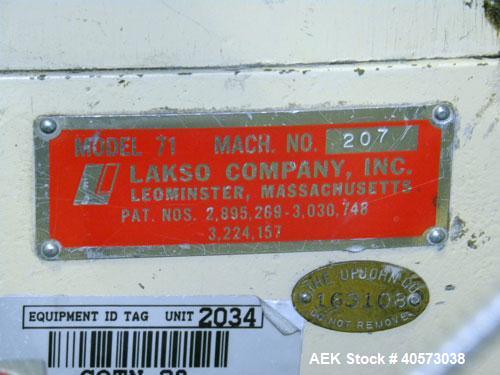 MODEL 71 MACH. NO. 207
LAKSO COMPANY, INC.
LEOMINSTER, MASSACHUSETTS
PAT. NOS. 2,895,269-3,030,748
3,224,157
THE UPJOHN CO.
163108
DO NOT REMOVE
EQUIPMENT ID TAG UNIT 2034
AEK Stock # 40573038